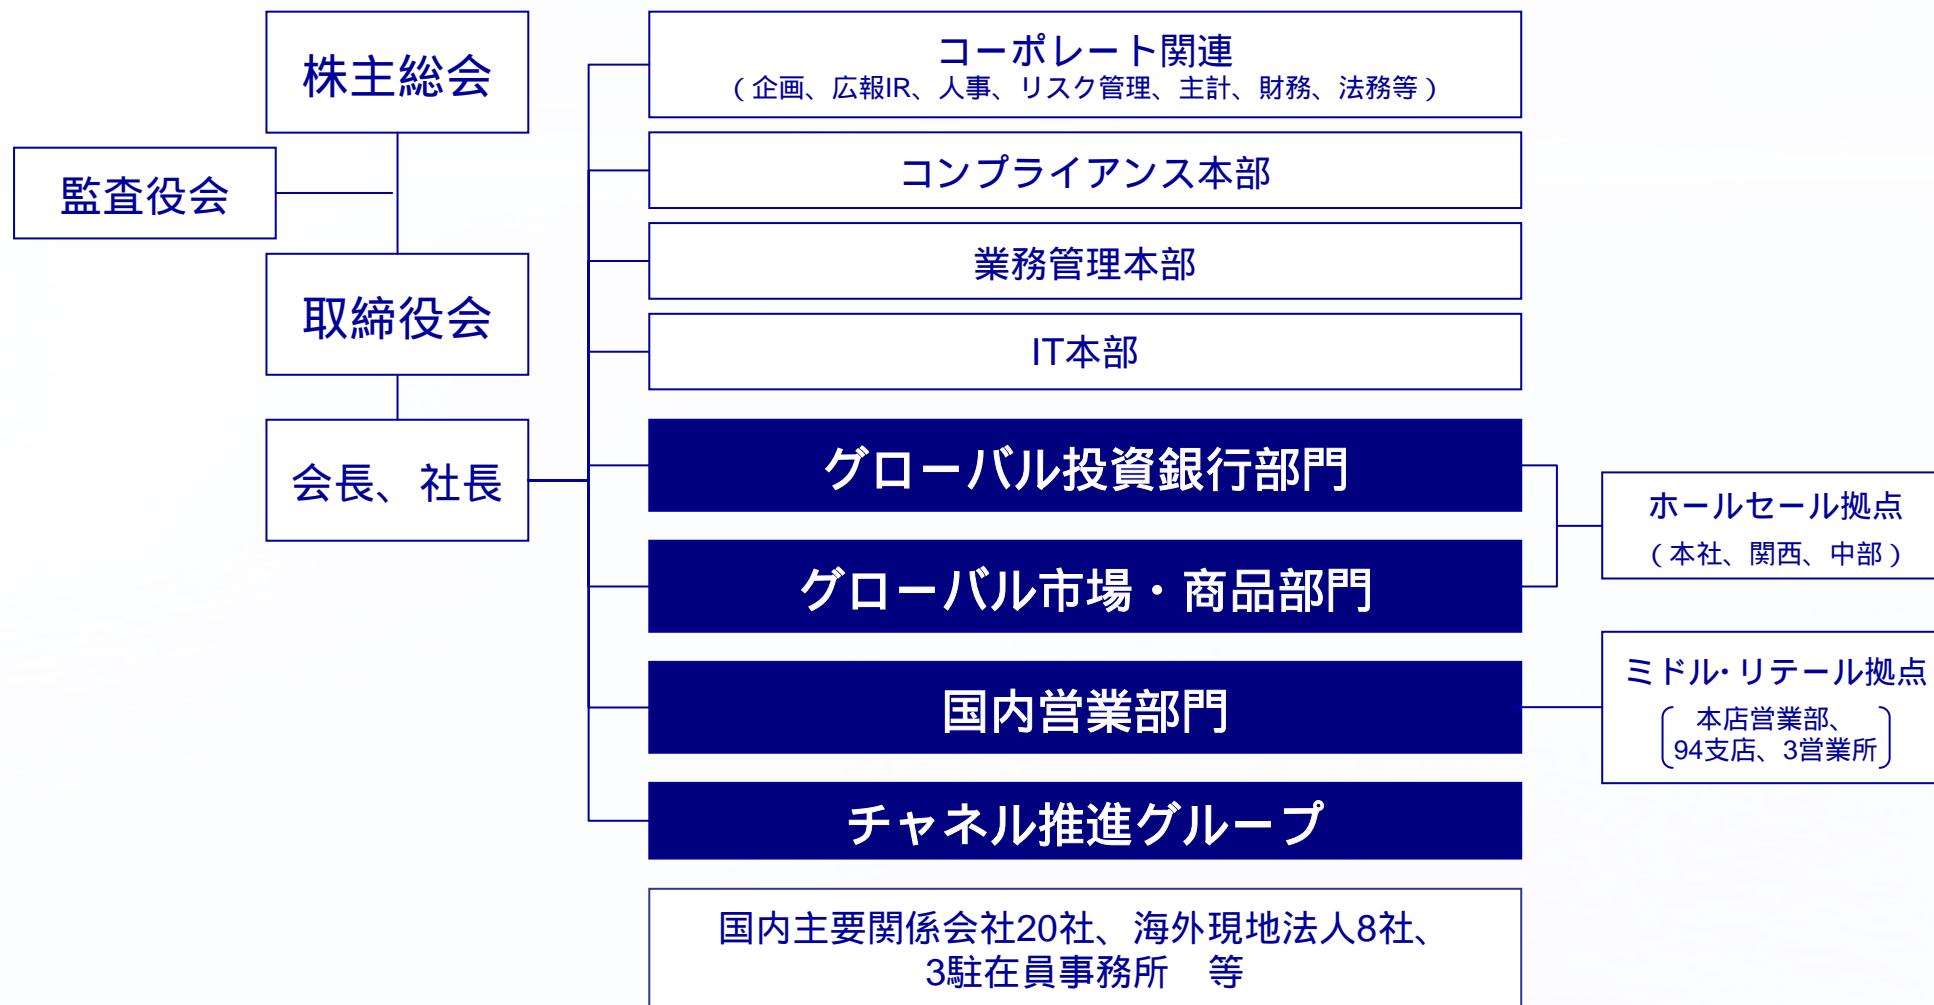 株主総会
監査役会
取締役会
会長、社長
コーポレート関連
（企画、広報IR、人事、リスク管理、主計、財務、法務等）
コンプライアンス本部
業務管理本部
IT本部
グローバル投資銀行部門
グローバル市場・商品部門
国内営業部門
チャネル推進グループ
国内主要関係会社20社、海外現地法人8社、
3駐在員事務所　等
ホールセール拠点
（本社、関西、中部）
ミドル・リテール拠点
本店営業部、
94支店、3営業所